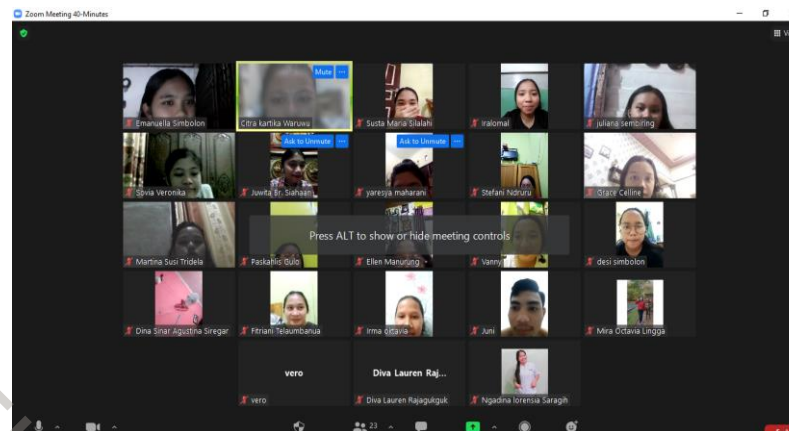 Zoom Meeting 40-Minutes
Mute
Emanuella Simbolon
Citra kartika Waruwu
Susta Maria Silalahi
Iralomal
juliana sembiring
Ask to Unmute
Ask to Unmute
Sovia Veronika
Juwita Br. Siahaan
yaresya maharani
Stefani Ndruru
Grace Celline
Press ALT to show or hide meeting controls
Martina Susi Tridela
Paskahlis Gulo
Ellen Manurung
Vanny
desi simbolon
Dina Sinar Agustina Siregar
Fitriani Telaumbanua
Irma oktavia
Juni
Mira Octavia Lingga
vero
Diva Lauren Raj...
vero
Diva Lauren Rajagukguk
Ngadina lorensia Saragih
23